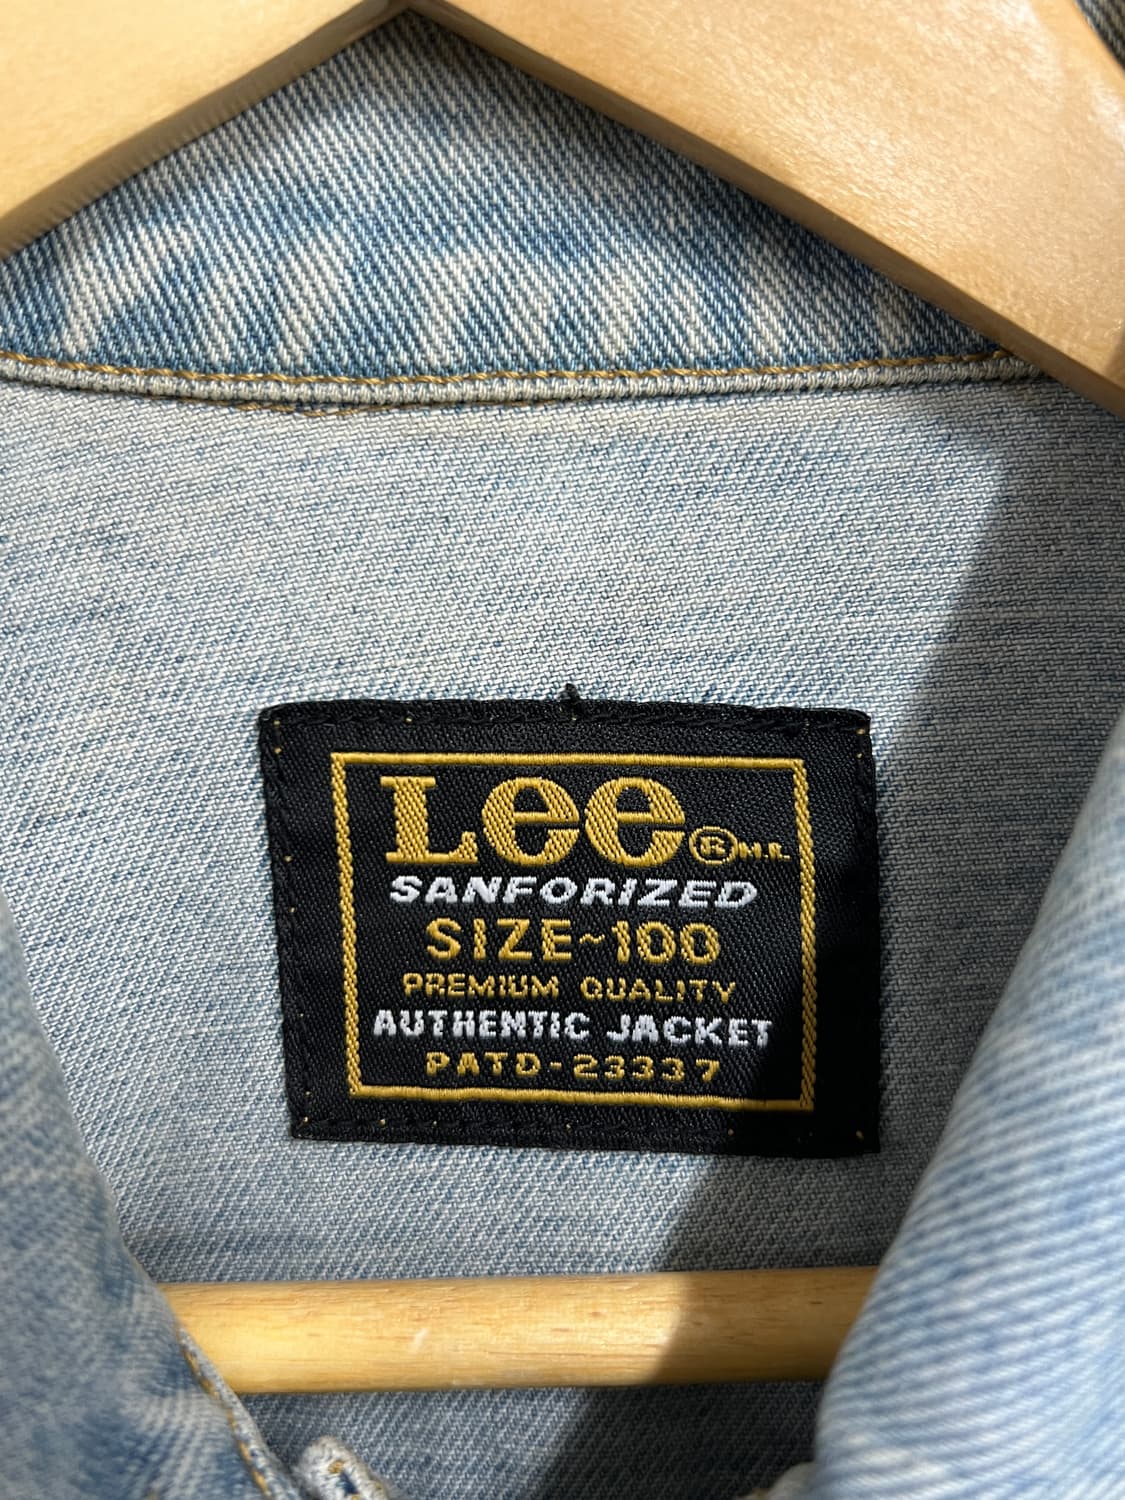 Lee® M.R.
SANFORIZED
SIZE~100
PREMIUM QUALITY
AUTHENTIC JACKET
PATD-23337